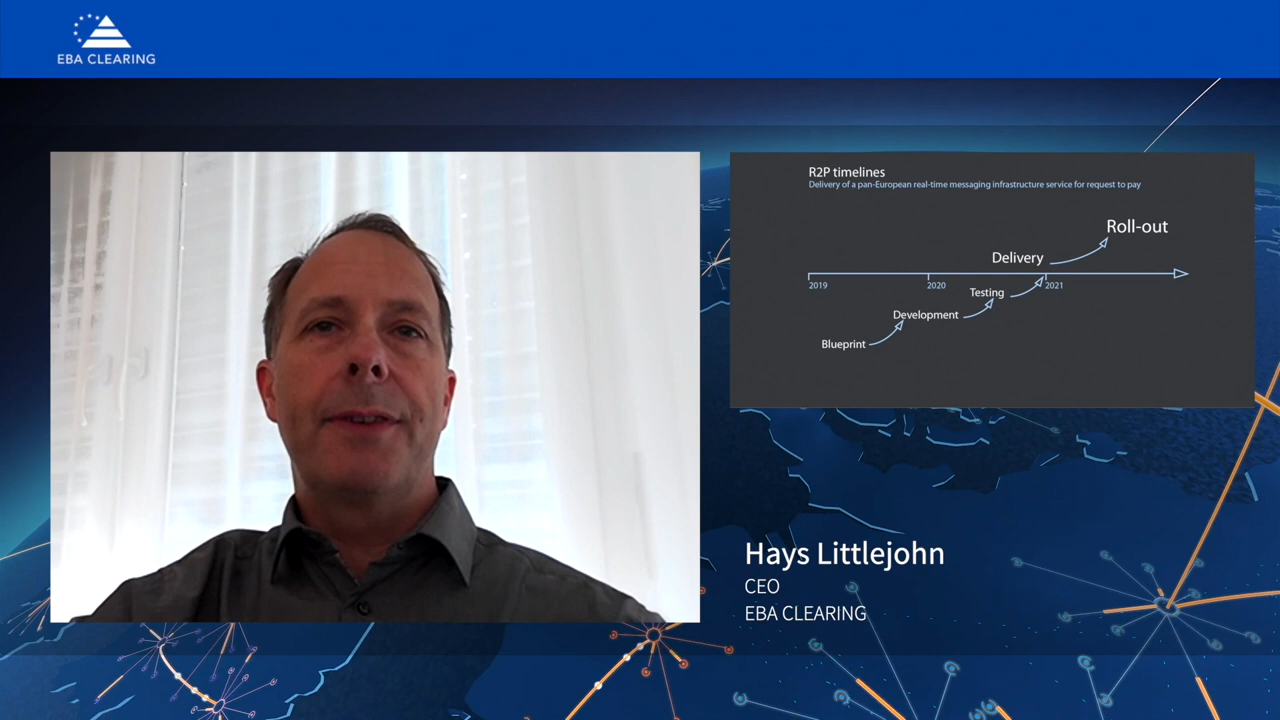 EBA CLEARING
R2P timelines
Delivery of a pan-European real-time messaging infrastructure service for request to pay
Roll-out
Delivery
2019
2020
2021
Testing
Development
Blueprint
Hays Littlejohn
CEO
EBA CLEARING